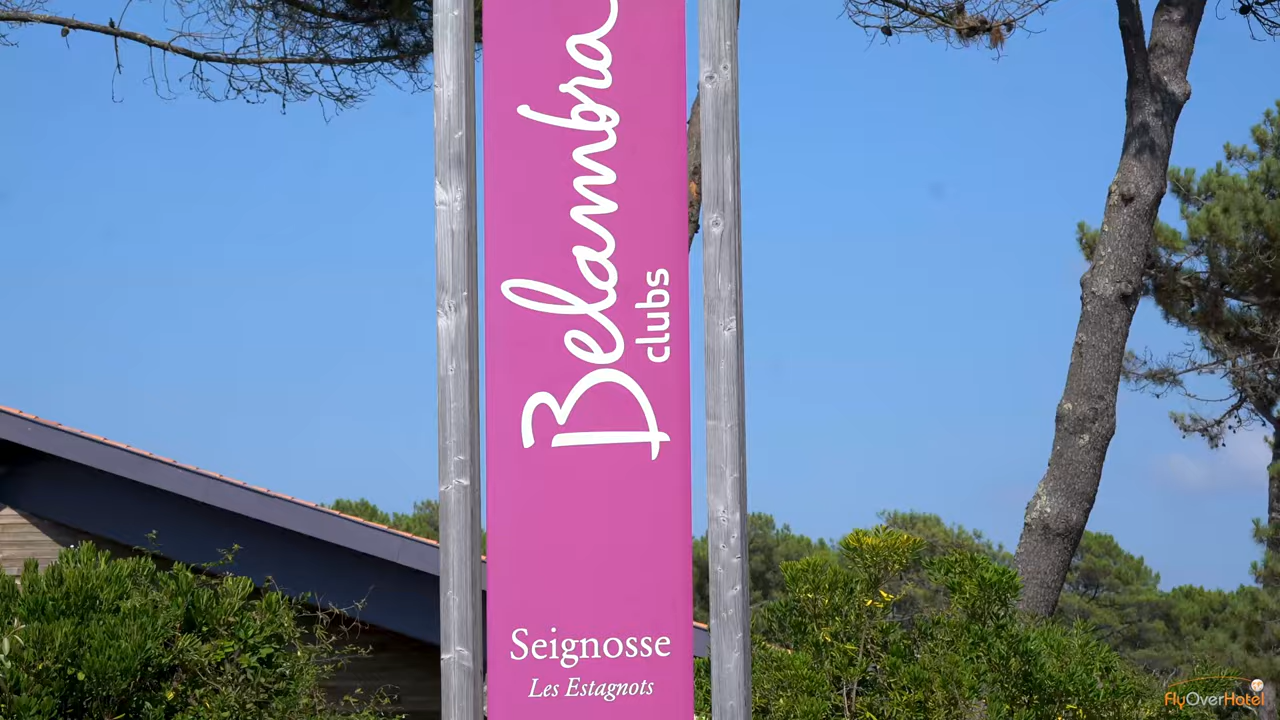 Belambra
clubs
Seignosse
Les Estagnots
FlyOverHotel